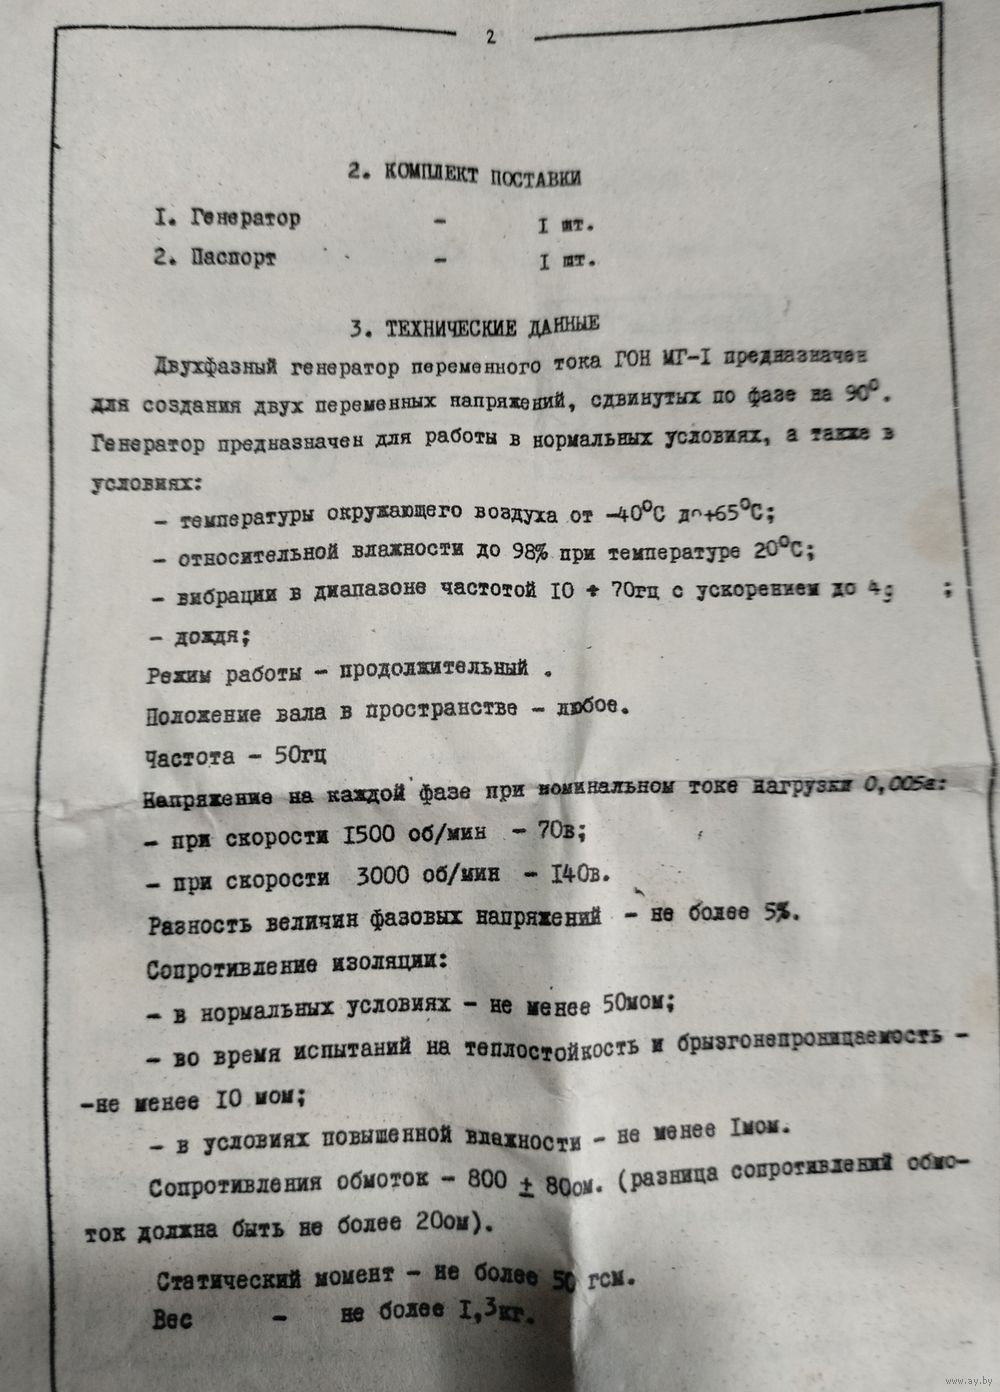 2
2. КОМПЛЕКТ ПОСТАВКИ
I. Генератор - I шт.
2. Паспорт - I шт.
3. ТЕХНИЧЕСКИЕ ДАННЫЕ
Двухфазный генератор переменного тока ГОН МГ-I предназначен
для создания двух переменных напряжений, сдвинутых по фазе на 90°.
Генератор предназначен для работы в нормальных условиях, а также в
условиях:
- температуры окружающего воздуха от -40°С до+65°С;
- относительной влажности до 98% при температуре 20°С;
- вибрации в диапазоне частотой I0 + 70гц с ускорением до 4g ;
- дождя;
Режим работы - продолжительный .
Положение вала в пространстве - любое.
Частота - 50гц
Напряжение на каждой фазе при номинальном токе нагрузки 0,005а:
- при скорости I500 об/мин - 70в;
- при скорости 3000 об/мин - I40в.
Разность величин фазовых напряжений - не более 5%.
Сопротивление изоляции:
- в нормальных условиях - не менее 50мом;
- во время испытаний на теплостойкость и брызгонепроницаемость -
-не менее I0 мом;
- в условиях повышенной влажности - не менее Iмом.
Сопротивления обмоток - 800 ± 80ом. (разница сопротивлений обмо-
ток должна быть не более 20ом).
Статический момент - не более 50 гсм.
Вес - не более I,3кг.
www.ay.by